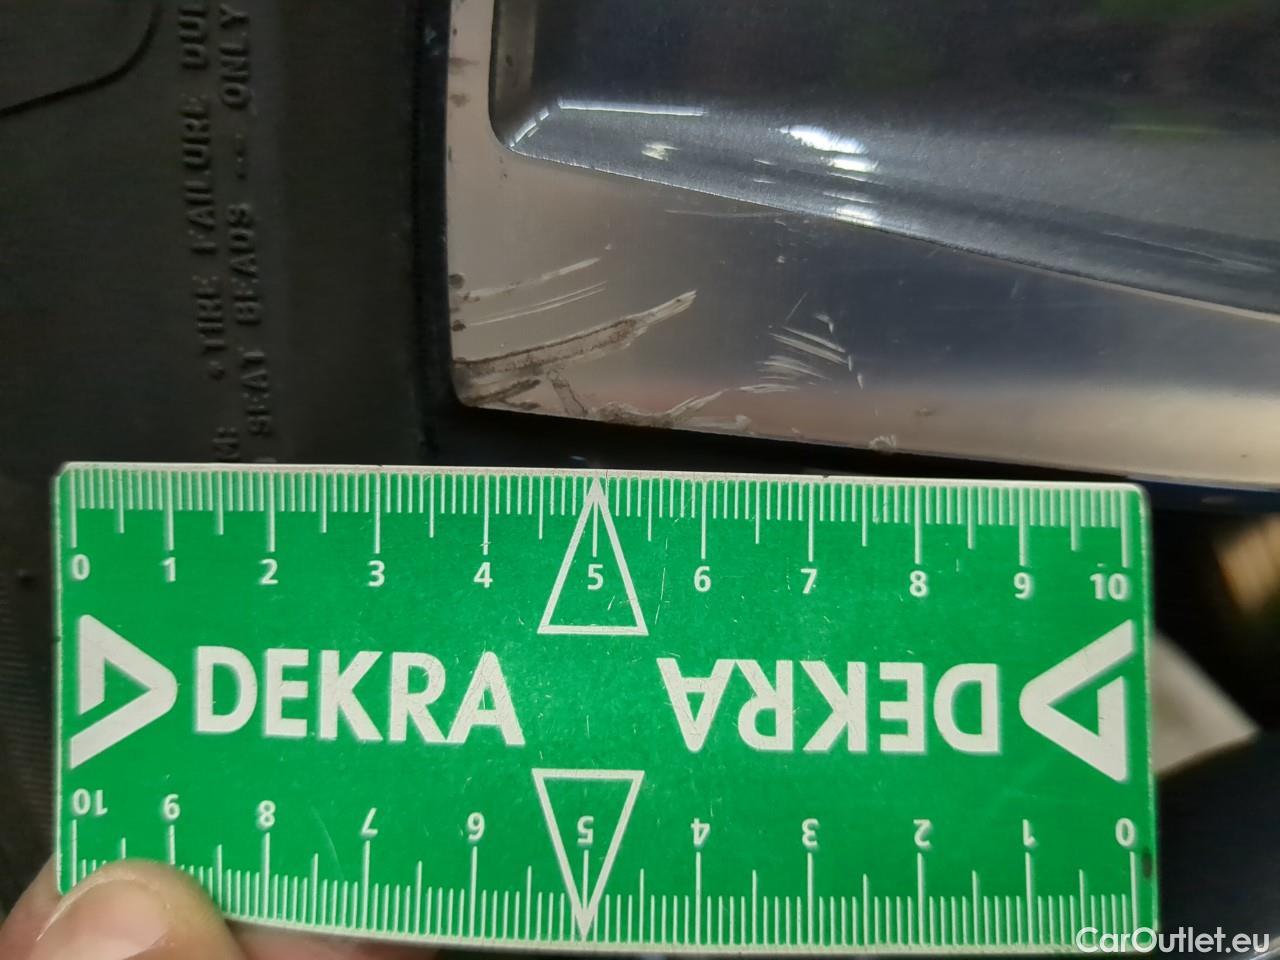 *TIRE FAILURE DUE
SEAT BEADS -- ONLY
0 1 2 3 4 5 6 7 8 9 10
DEKRA DEKRA
10 9 8 7 6 5 4 3 2 1 0
CarOutlet.eu